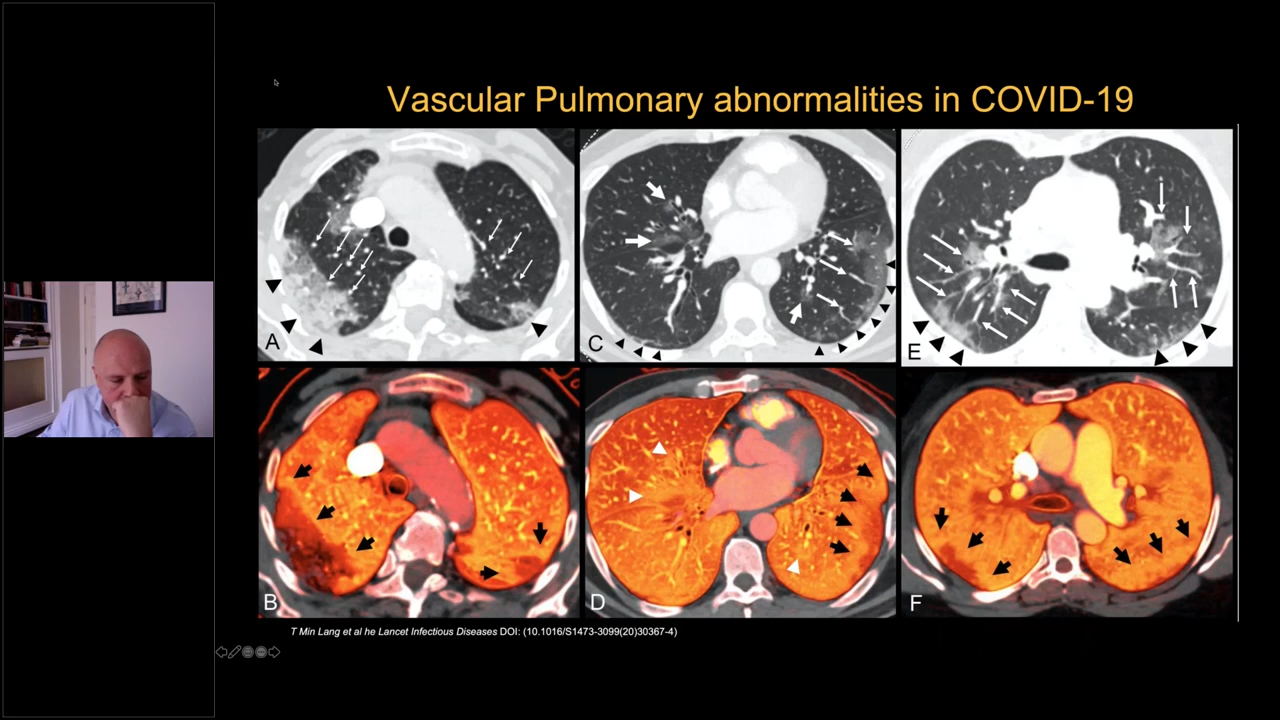 Vascular Pulmonary abnormalities in COVID-19
A
C
E
B
D
F
T Min Lang et al he Lancet Infectious Diseases DOI: (10.1016/S1473-3099(20)30367-4)